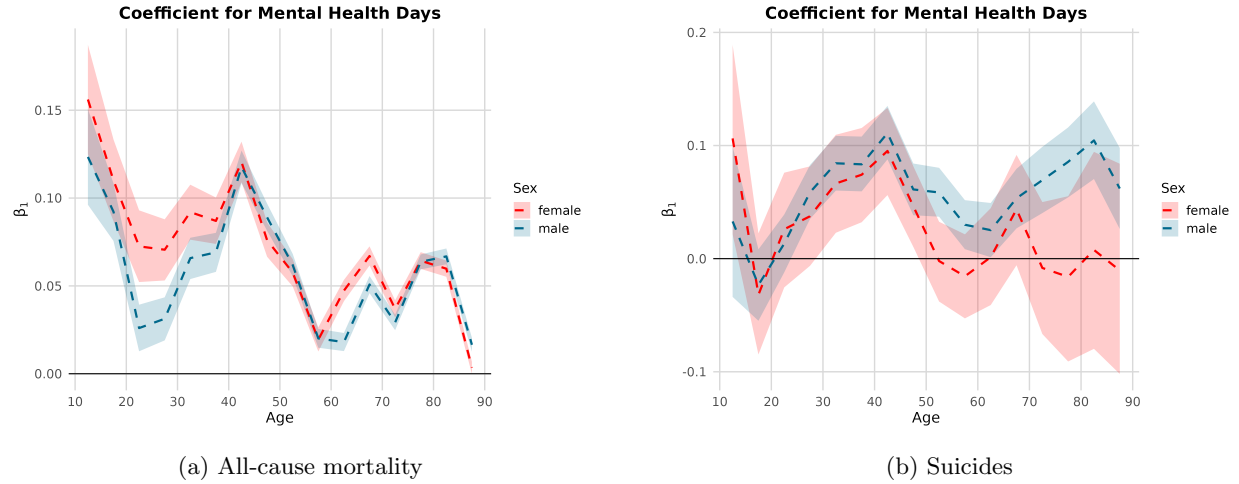 Coefficient for Mental Health Days
β1
0.15
0.10
0.05
0.00
10 20 30 40 50 60 70 80 90
Age
Sex
female
male
(a) All-cause mortality
Coefficient for Mental Health Days
β1
0.2
0.1
0.0
-0.1
10 20 30 40 50 60 70 80 90
Age
Sex
female
male
(b) Suicides